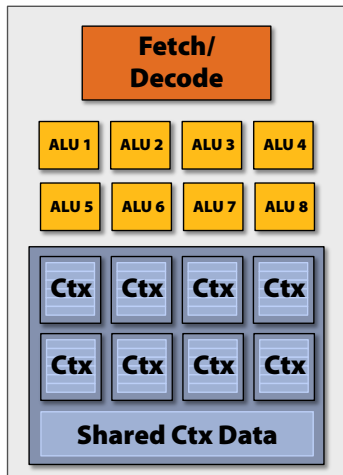 Fetch/
Decode
ALU 1 ALU 2 ALU 3 ALU 4
ALU 5 ALU 6 ALU 7 ALU 8
Ctx Ctx Ctx Ctx
Ctx Ctx Ctx Ctx
Shared Ctx Data